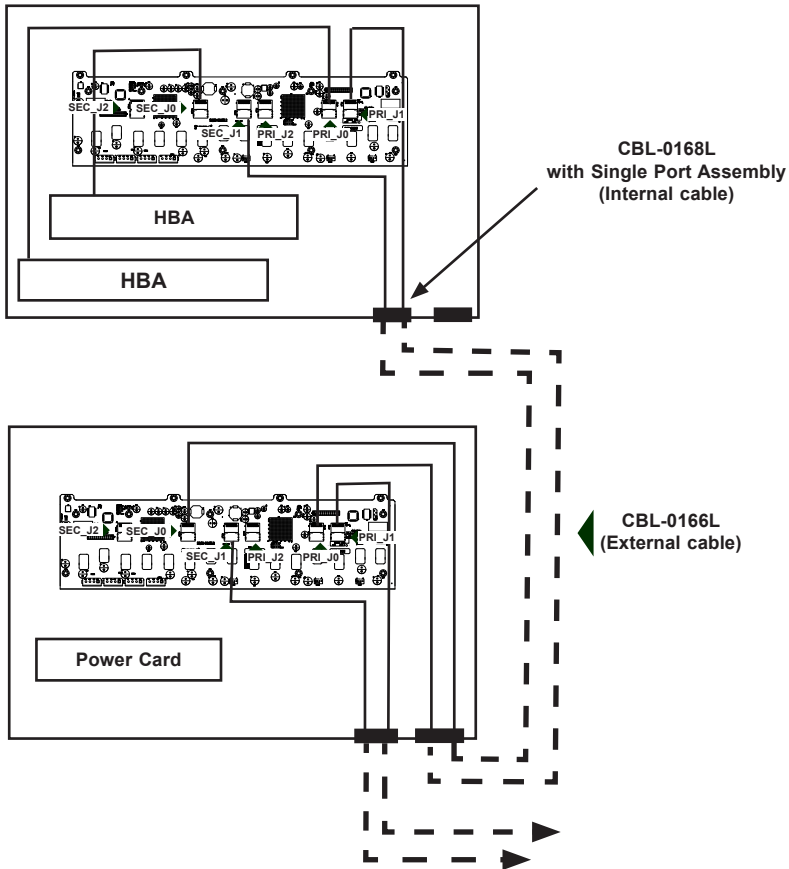 SEC_J2
SEC_J0
SEC_J1
PRI_J2
PRI_J0
PRI_J1
HBA
HBA
CBL-0168L
with Single Port Assembly
(Internal cable)
SEC_J2
SEC_J0
SEC_J1
PRI_J2
PRI_J0
PRI_J1
CBL-0166L
(External cable)
Power Card